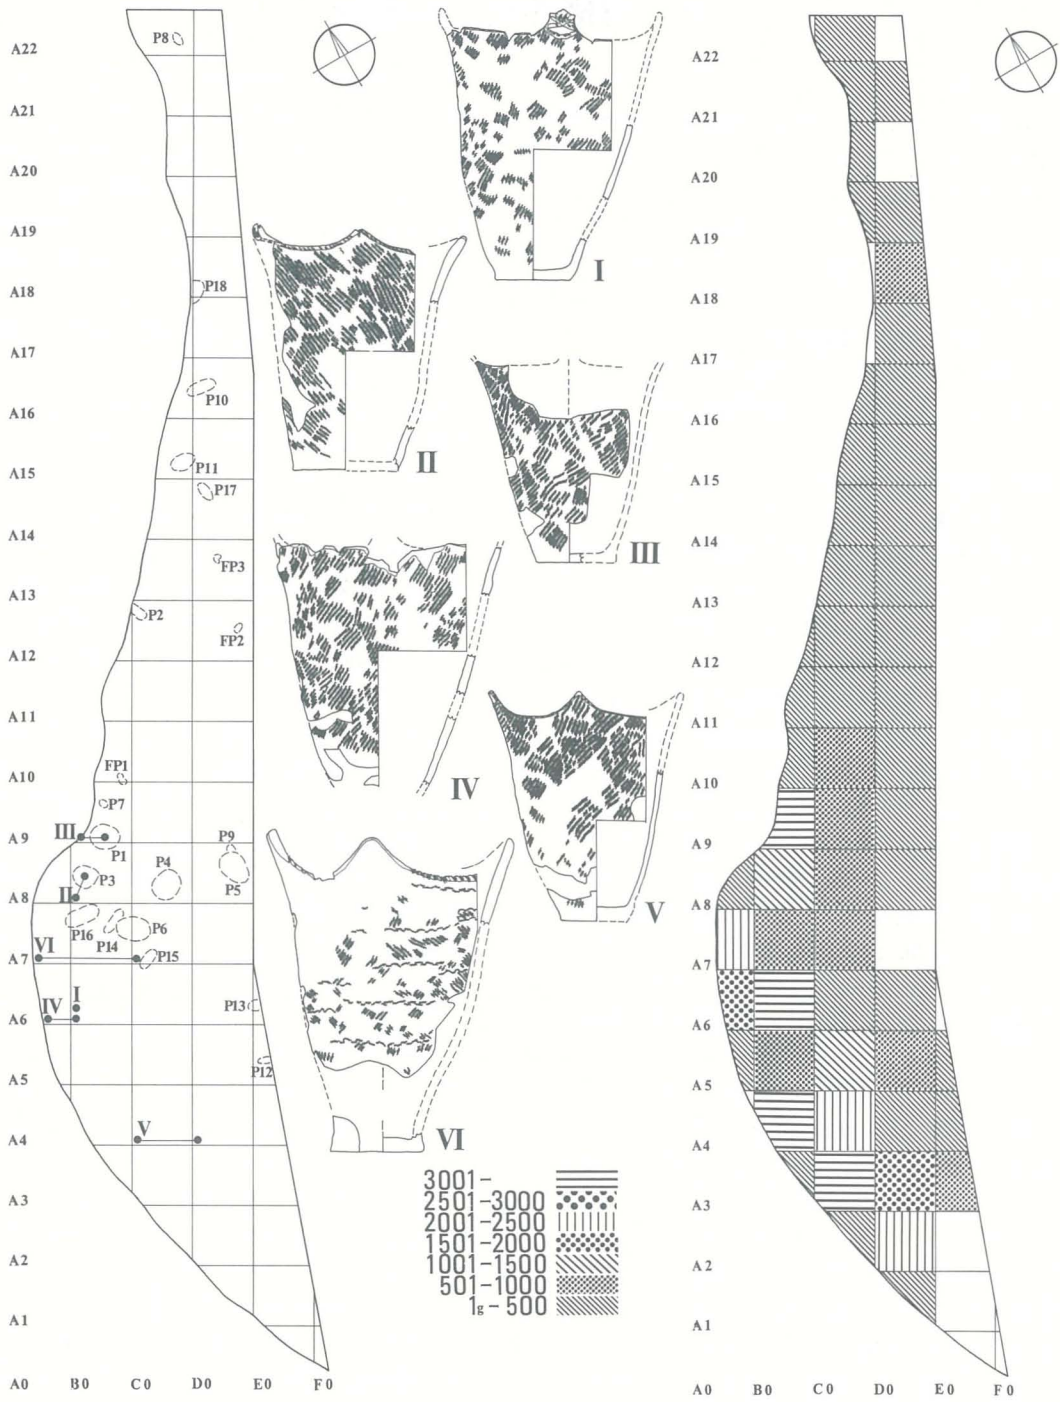 A22
A21
A20
A19
A18
A17
A16
A15
A14
A13
A12
A11
A10
A9
A8
A7
A6
A5
A4
A3
A2
A1
A0 B0 C0 D0 E0 F0
P8
P18
P10
P11
P17
FP3
P2
FP2
FP1
P7
III
P1
P9
P3
P4
P5
II
P16
P14
P6
VI
P15
I
IV
P13
P12
V
I
II
III
IV
V
VI
3001-
2501-3000
2001-2500
1501-2000
1001-1500
501-1000
1g-500
A22
A21
A20
A19
A18
A17
A16
A15
A14
A13
A12
A11
A10
A9
A8
A7
A6
A5
A4
A3
A2
A1
A0 B0 C0 D0 E0 F0